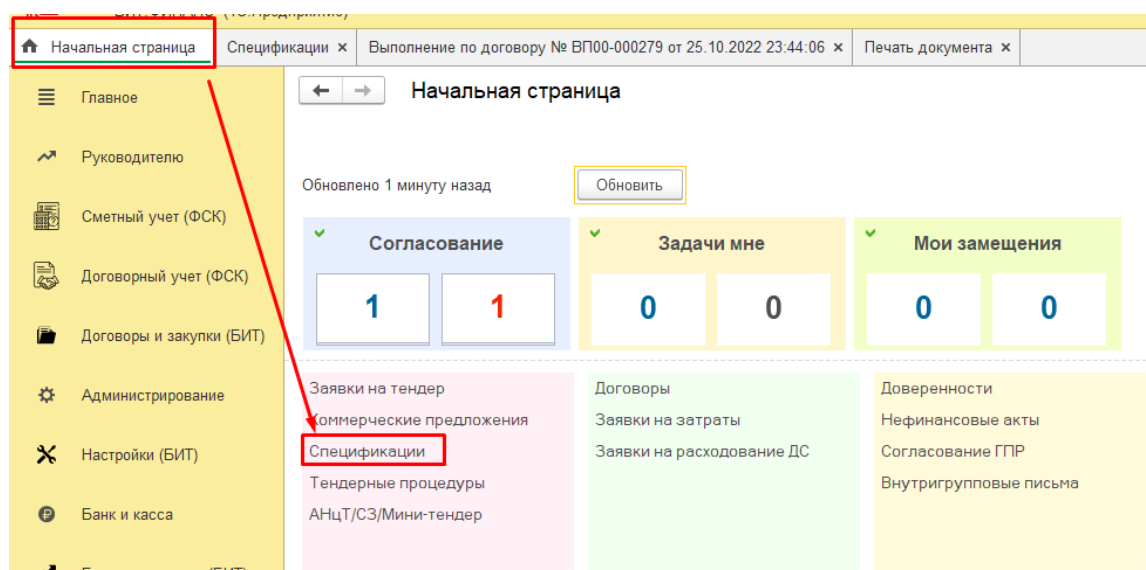 БИТ.ФИНАНС (1С:Предприятие)
Начальная страница Спецификации × Выполнение по договору № ВП00-000279 от 25.10.2022 23:44:06 × Печать документа ×
Главное
Начальная страница
Руководителю
Обновлено 1 минуту назад Обновить
Сметный учет (ФСК)
Согласование Задачи мне Мои замещения
Договорный учет (ФСК)
1 1 0 0 0 0
Договоры и закупки (БИТ)
Администрирование
Настройки (БИТ)
Банк и касса
Заявки на тендер
Коммерческие предложения
Спецификации
Тендерные процедуры
АНцТ/СЗ/Мини-тендер
Договоры
Заявки на затраты
Заявки на расходование ДС
Доверенности
Нефинансовые акты
Согласование ГПР
Внутригрупповые письма